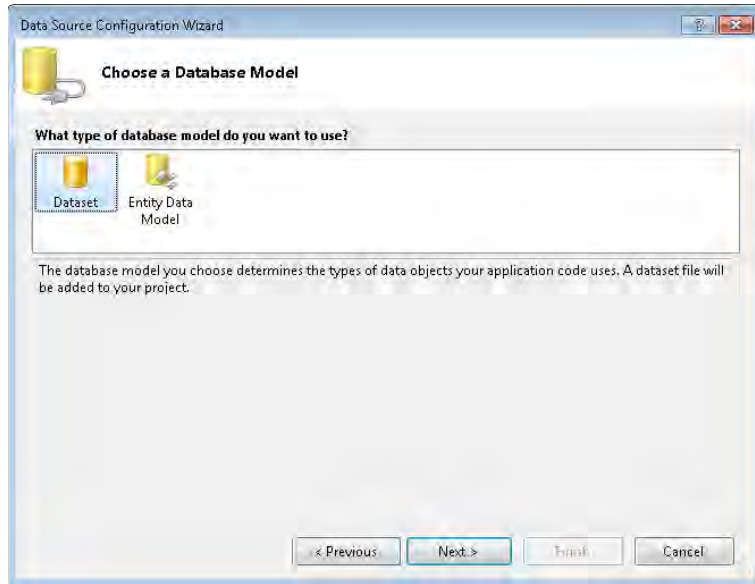 Data Source Configuration Wizard
Choose a Database Model
What type of database model do you want to use?
Dataset
Entity Data
Model
The database model you choose determines the types of data objects your application code uses. A dataset file will
be added to your project.
< Previous
Next >
Finish
Cancel